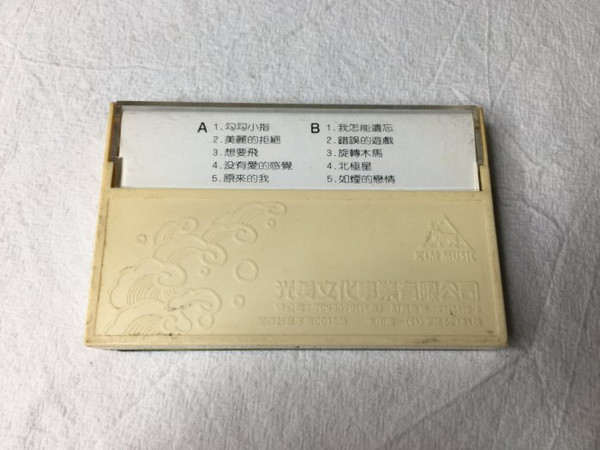 A 1.勾勾小指
2.美麗的拒絕
3.想要飛
4.没有愛的感覺
5.原來的我
B 1.我怎能遺忘
2.錯誤的遊戲
3.旋轉木馬
4.北極星
5.如煙的戀情
KIM MUSIC
光美文化事業有限公司